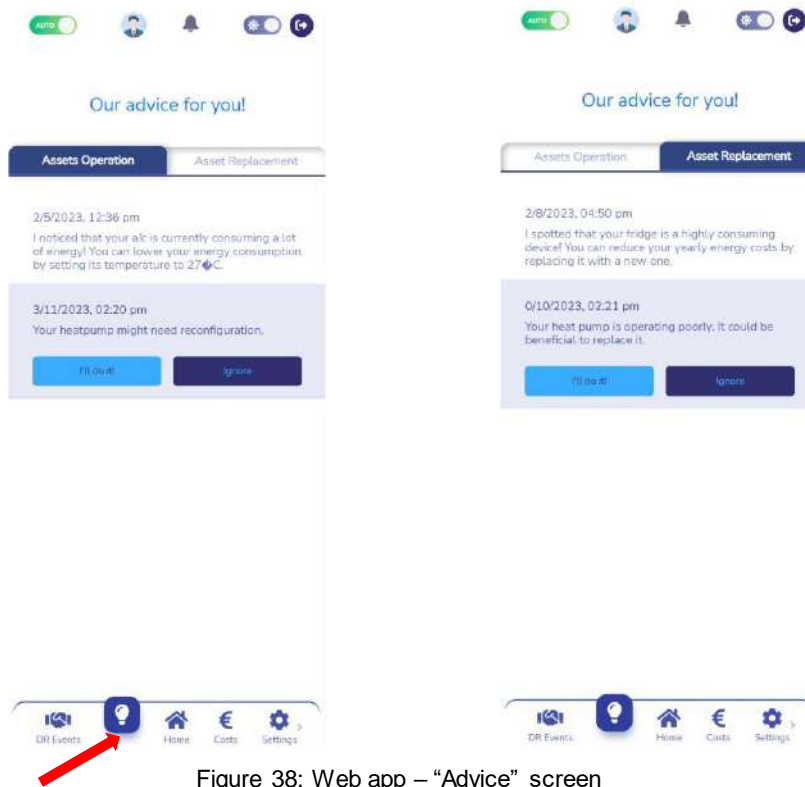 AUTO
Our advice for you!
Assets Operation
Asset Replacement
2/5/2023, 12:36 pm
I noticed that your a/c is currently consuming a lot
of energy! You can lower your energy consumption
by setting its temperature to 27�C.
3/11/2023, 02:20 pm
Your heatpump might need reconfiguration.
I'll do it!
Ignore
DR Events
Home
Costs
Settings
AUTO
Our advice for you!
Assets Operation
Asset Replacement
2/8/2023, 04:50 pm
I spotted that your fridge is a highly consuming
device! You can reduce your yearly energy costs by
replacing it with a new one.
0/10/2023, 02:21 pm
Your heat pump is operating poorly. It could be
beneficial to replace it.
I'll do it!
Ignore
DR Events
Home
Costs
Settings
Figure 38: Web app – “Advice” screen